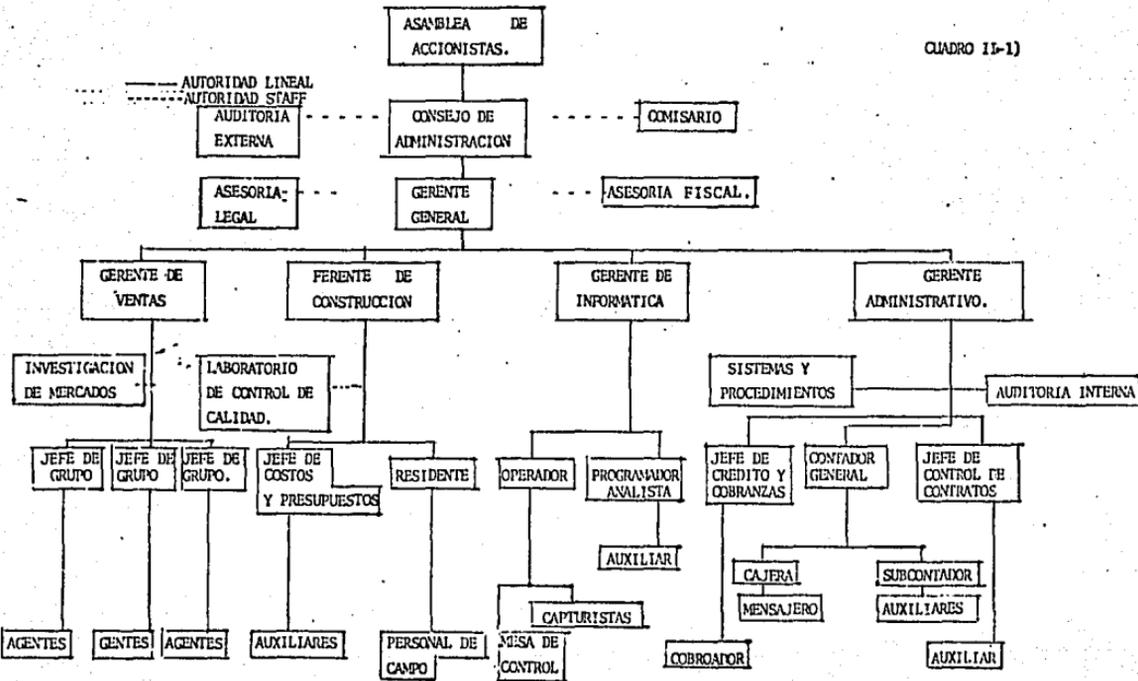 ASAMBLEA DE
ACCIONISTAS.
CUADRO II-1)
AUTORIDAD LINEAL
AUTORIDAD STAFF
AUDITORIA
EXTERNA
CONSEJO DE
ADMINISTRACION
COMISARIO
ASESORIA
LEGAL
GERENTE
GENERAL
ASESORIA FISCAL.
GERENTE DE
VENTAS
FERENTE DE
CONSTRUCCION
GERENTE DE
INFORMATICA
GERENTE
ADMINISTRATIVO.
INVESTIGACION
DE MERCADOS
LABORATORIO
DE CONTROL DE
CALIDAD.
SISTEMAS Y
PROCEDIMIENTOS
AUDITORIA INTERNA
JEFE DE
GRUPO
JEFE DE
GRUPO
JEFE DE
GRUPO.
JEFE DE
COSTOS
Y PRESUPUESTOS
RESIDENTE
OPERADOR
PROGRAMADOR
ANALISTA
JEFE DE
CREDITO Y
COBRANZAS
CONTADOR
GENERAL
JEFE DE
CONTROL DE
CONTRATOS
AUXILIAR
CAJERA
SUBCONTADOR
MENSAJERO
AUXILIARES
CAPTURISTAS
AGENTES
GENTES
AGENTES
AUXILIARES
PERSONAL DE
CAMPO
MESA DE
CONTROL
COBROADOR
AUXILIAR